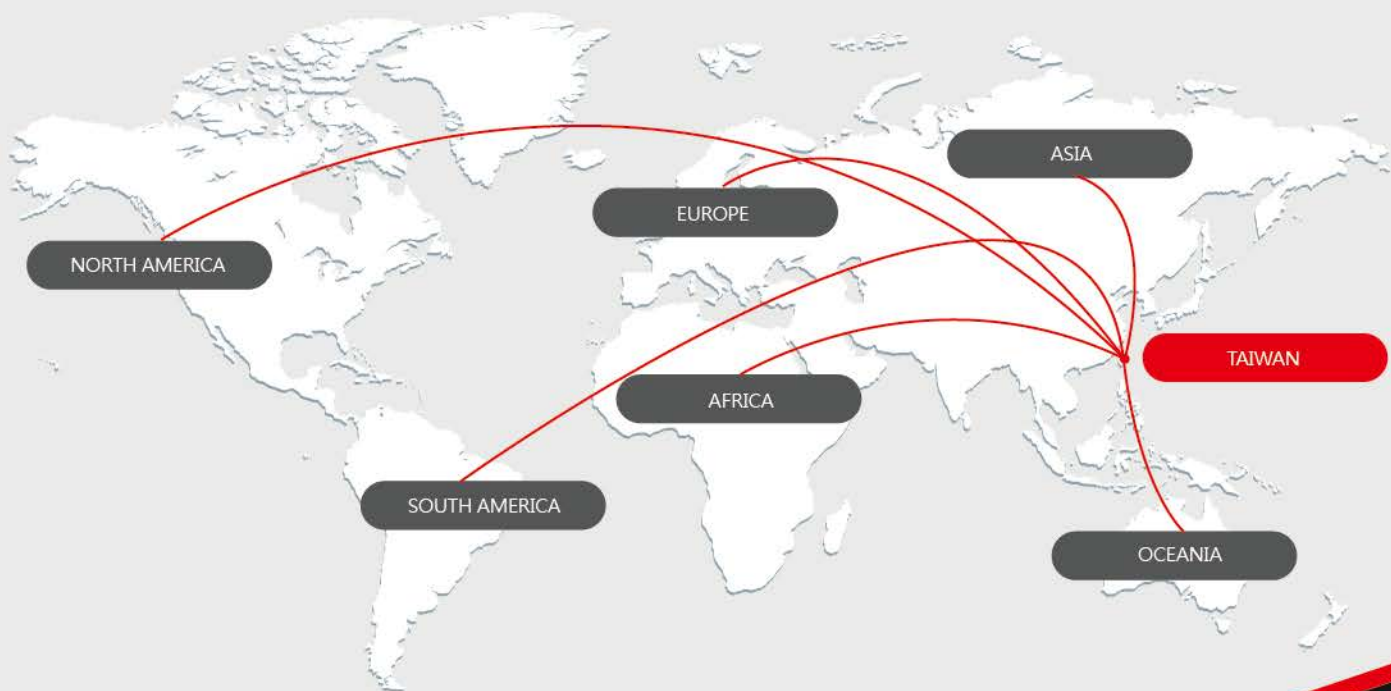 ASIA
EUROPE
NORTH AMERICA
TAIWAN
AFRICA
SOUTH AMERICA
OCEANIA